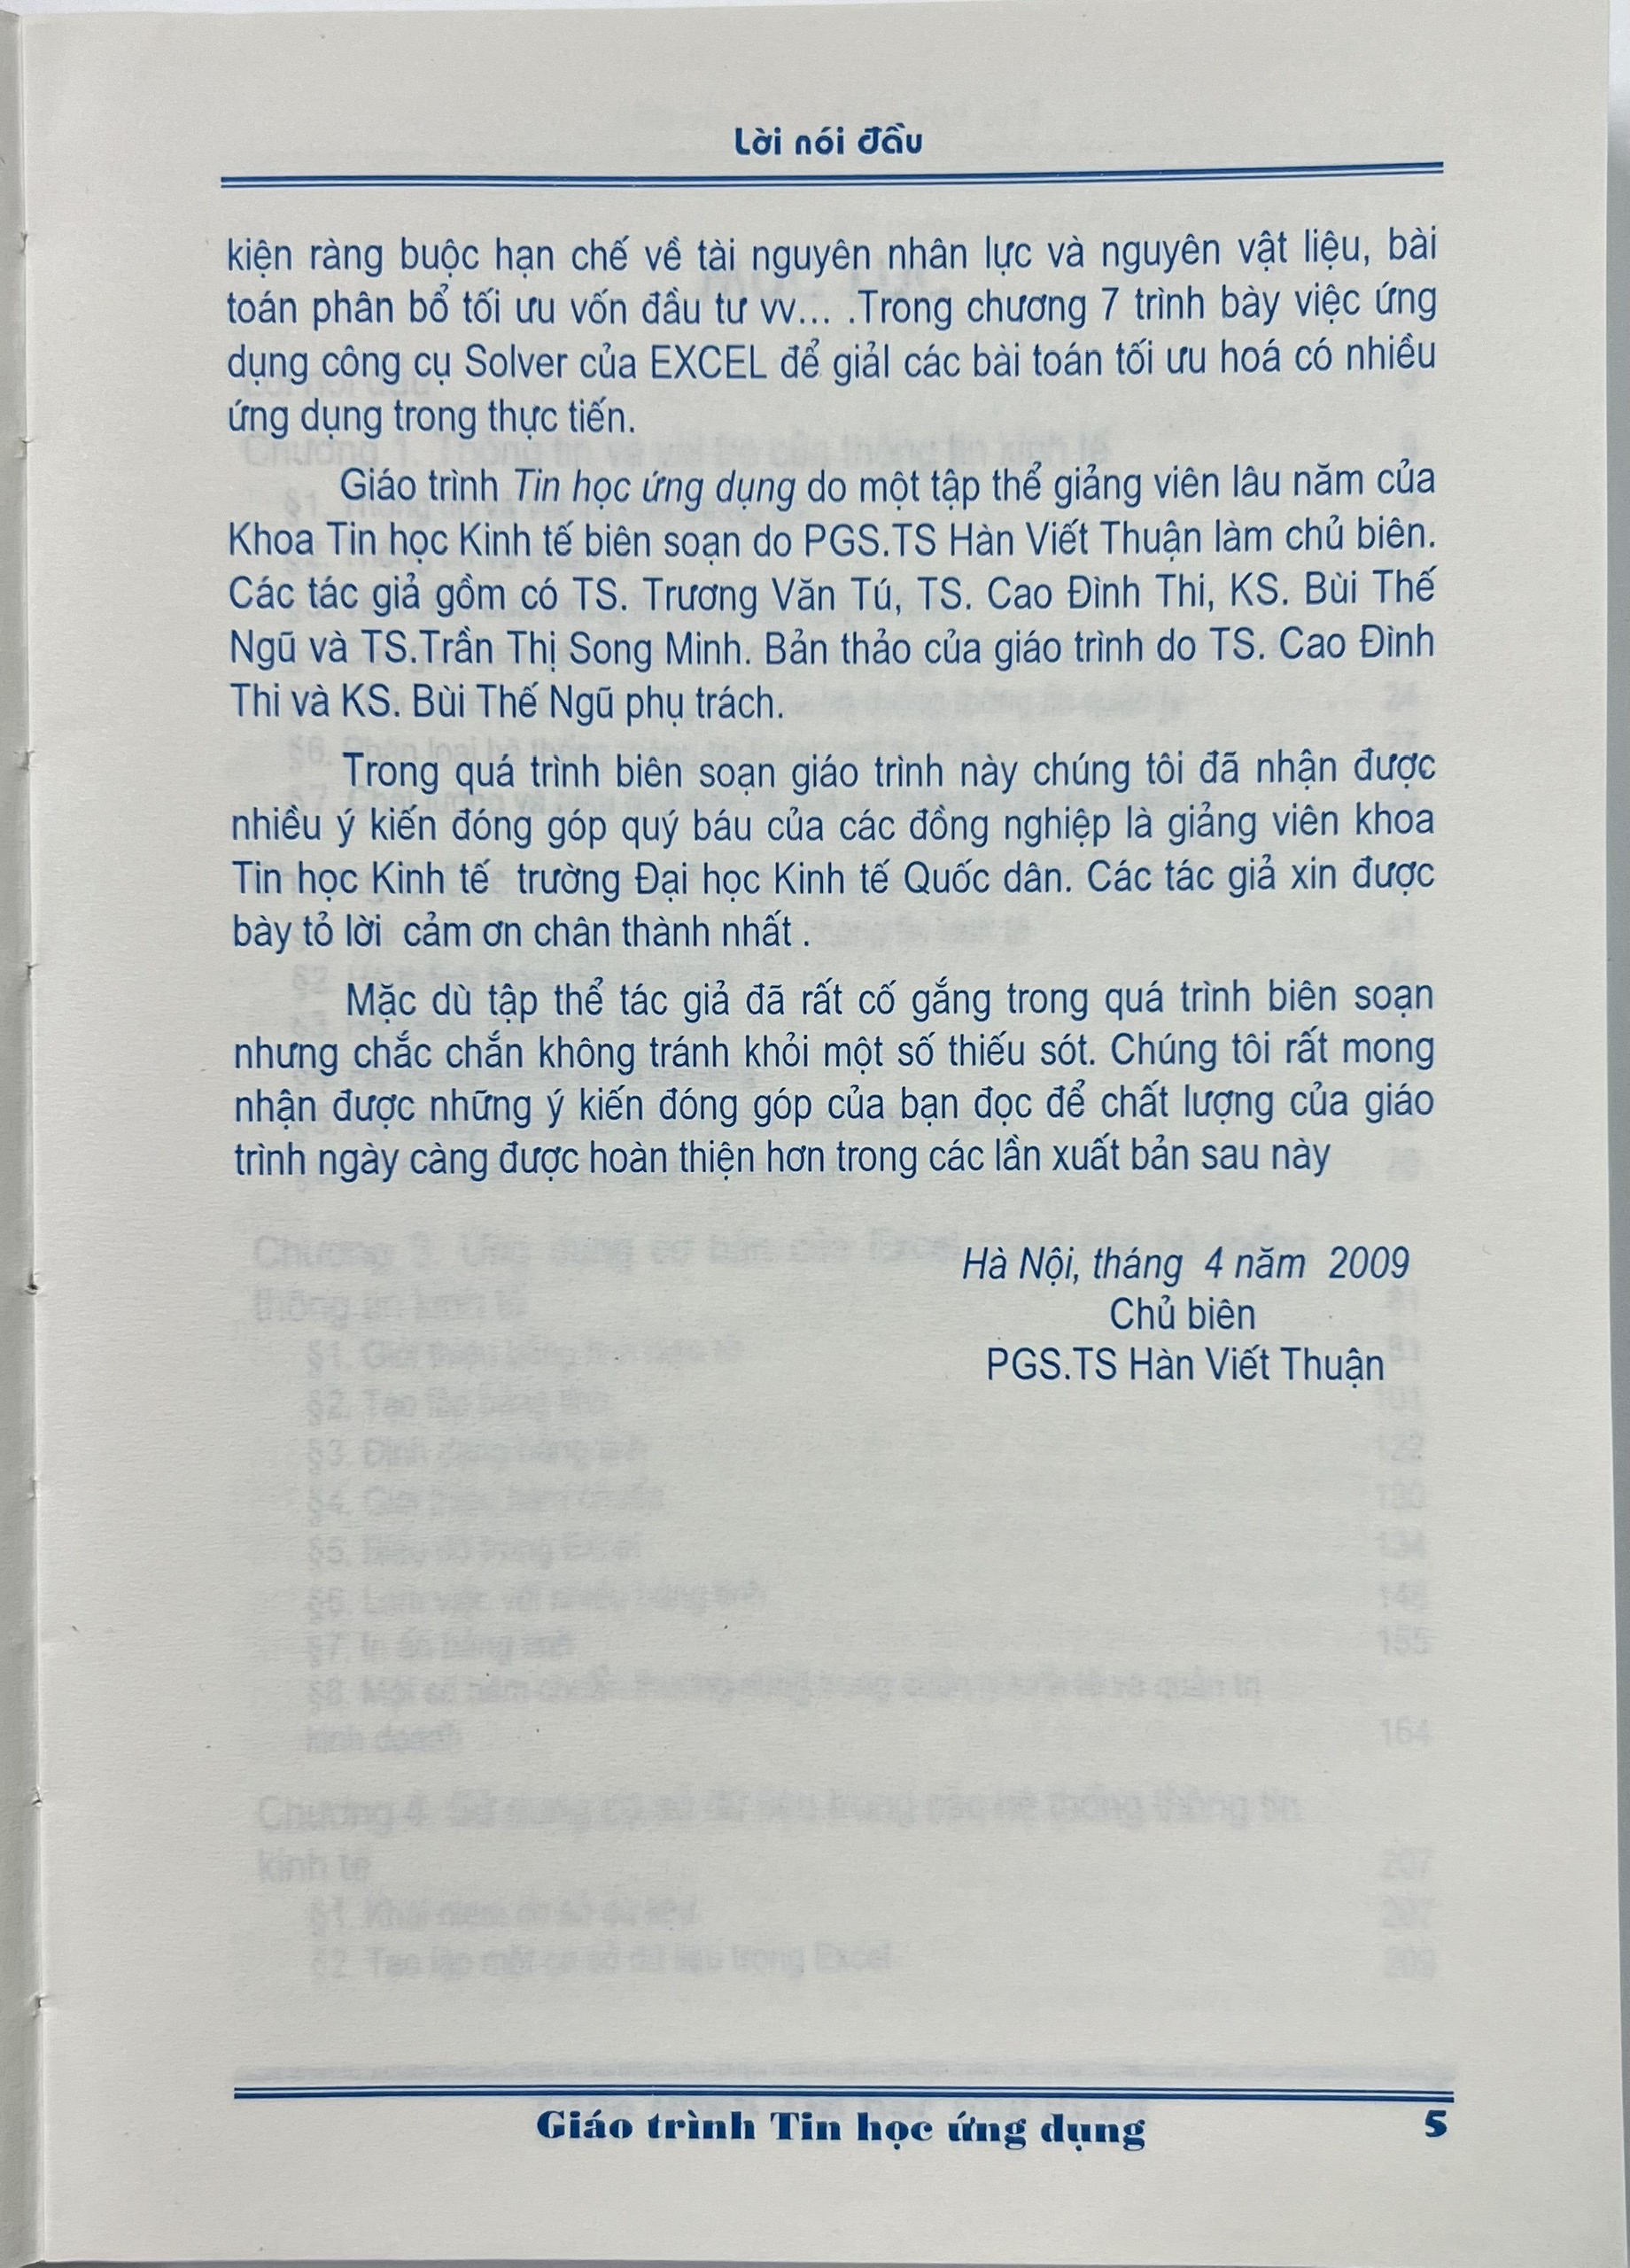 Lời nói đầu
kiện ràng buộc hạn chế về tài nguyên nhân lực và nguyên vật liệu, bài
toán phân bổ tối ưu vốn đầu tư vv... .Trong chương 7 trình bày việc ứng
dụng công cụ Solver của EXCEL để giảl các bài toán tối ưu hoá có nhiều
ứng dụng trong thực tiến.
Giáo trình Tin học ứng dụng do một tập thể giảng viên lâu năm của
Khoa Tin học Kinh tế biên soạn do PGS.TS Hàn Viết Thuận làm chủ biên.
Các tác giả gồm có TS. Trương Văn Tú, TS. Cao Đình Thi, KS. Bùi Thế
Ngũ và TS.Trần Thị Song Minh. Bản thảo của giáo trình do TS. Cao Đình
Thi và KS. Bùi Thế Ngũ phụ trách.
Trong quá trình biên soạn giáo trình này chúng tôi đã nhận được
nhiều ý kiến đóng góp quý báu của các đồng nghiệp là giảng viên khoa
Tin học Kinh tế trường Đại học Kinh tế Quốc dân. Các tác giả xin được
bày tỏ lời cảm ơn chân thành nhất .
Mặc dù tập thể tác giả đã rất cố gắng trong quá trình biên soạn
nhưng chắc chắn không tránh khỏi một số thiếu sót. Chúng tôi rất mong
nhận được những ý kiến đóng góp của bạn đọc để chất lượng của giáo
trình ngày càng được hoàn thiện hơn trong các lần xuất bản sau này
Hà Nội, tháng 4 năm 2009
Chủ biên
PGS.TS Hàn Viết Thuận
Giáo trình Tin học ứng dụng 5